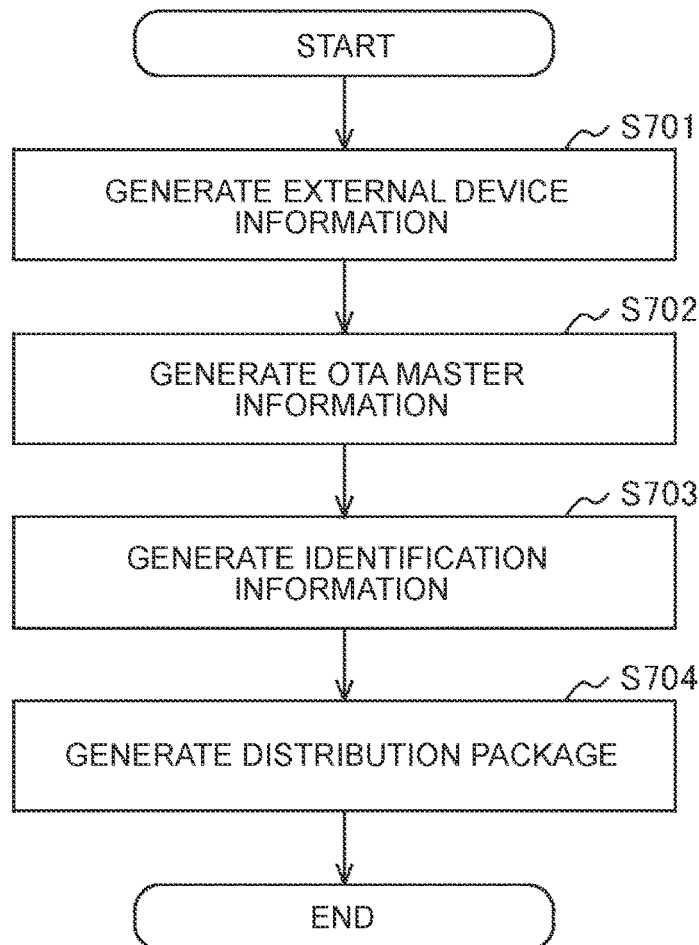 START
S701
GENERATE EXTERNAL DEVICE
INFORMATION
S702
GENERATE OTA MASTER
INFORMATION
S703
GENERATE IDENTIFICATION
INFORMATION
S704
GENERATE DISTRIBUTION PACKAGE
END